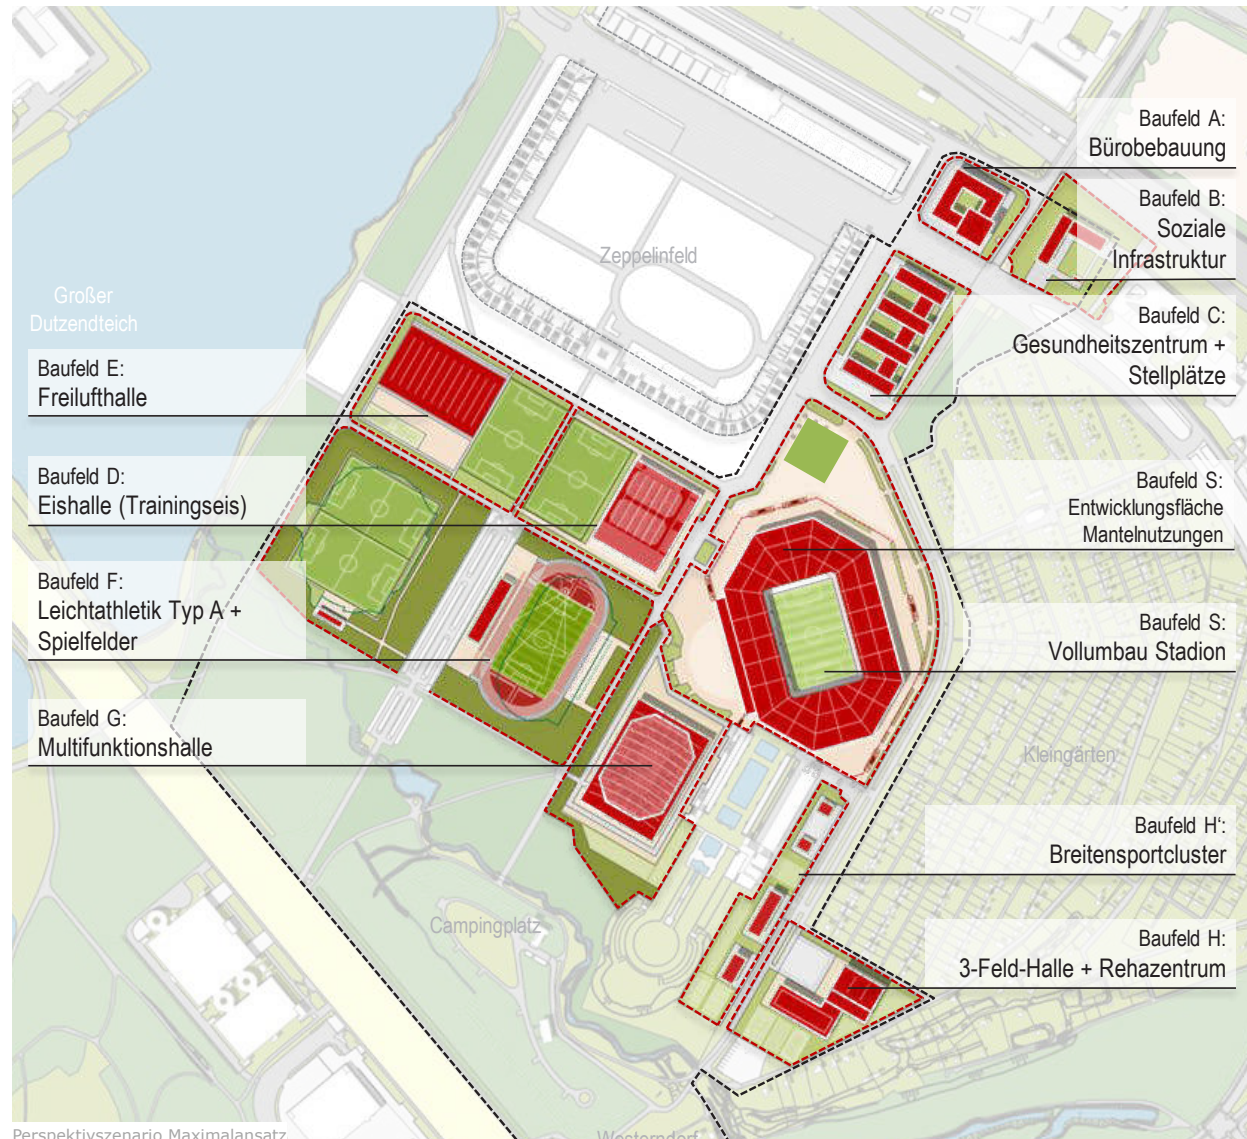 Baufeld A:
Bürobebauung
Baufeld B:
Soziale
Infrastruktur
Zeppelinfeld
Großer
Dutzendteich
Baufeld C:
Gesundheitszentrum +
Stellplätze
Baufeld E:
Freilufthalle
Baufeld D:
Eishalle (Trainingseis)
Baufeld S:
Entwicklungsfläche
Mantelnutzungen
Baufeld F:
Leichtathletik Typ A +
Spielfelder
Baufeld S:
Vollumbau Stadion
Baufeld G:
Multifunktionshalle
Kleingärten
Baufeld H‘:
Breitensportcluster
Campingplatz
Baufeld H:
3-Feld-Halle + Rehazentrum
Perspektivszenario Maximalansatz
Westerndorf